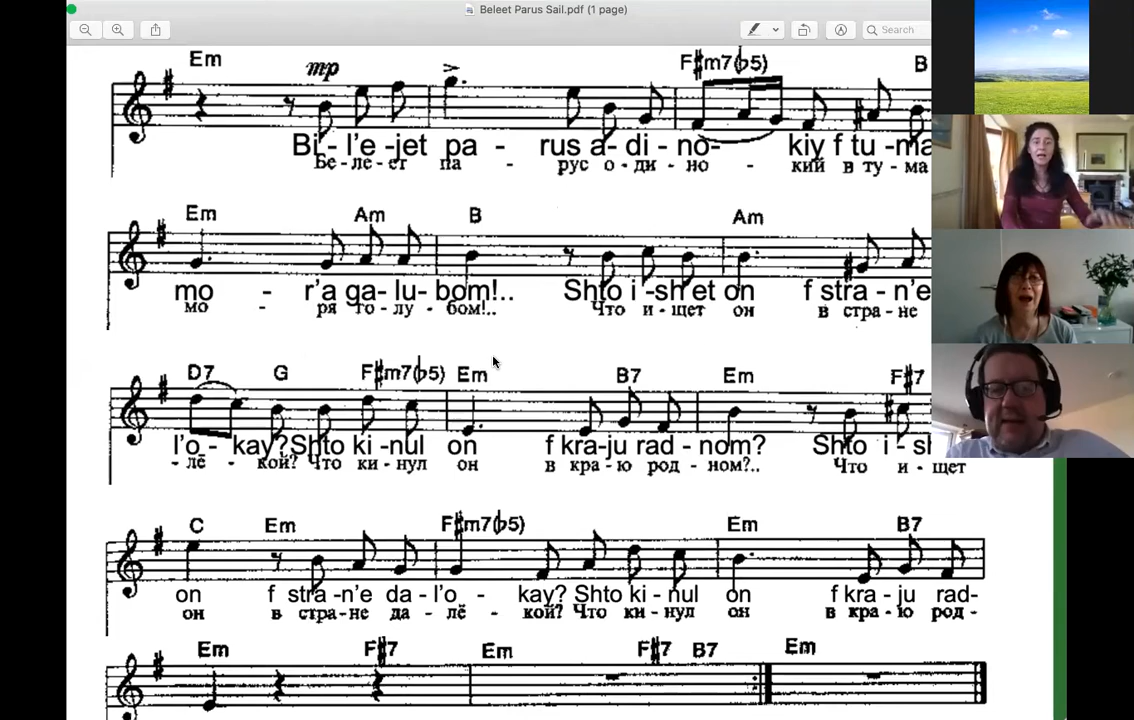 Beleet Parus Sail.pdf (1 page)
Search
Em mp F#m7(b5) B
Bi - l'e -jet pa - rus a- di - no- kiy f tu -ma
Бе - ле - ет па - рус о - ди - но - кий в ту - ма
Em Am B Am
mo - r'a ga- lu- bom!.. Shto i -sh'et on f stra - n'e
мо - ря го - лу - бом!.. Что и - щет он в стра - не
D7 G F#m7(b5) Em B7 Em F#7
l'o - kay? Shto ki - nul on f kra-ju rad - nom? Shto i - sh
- лё - кой? Что ки - нул он в кра - ю род - ном?.. Что и - щет
C Em F#m7(b5) Em B7
on f stra -n'e da- l'o - kay? Shto ki - nul on f kra - ju rad-
он в стра-не да - лё - кой? Что ки - нул он в кра - ю род -
Em F#7 Em F#7 B7 Em